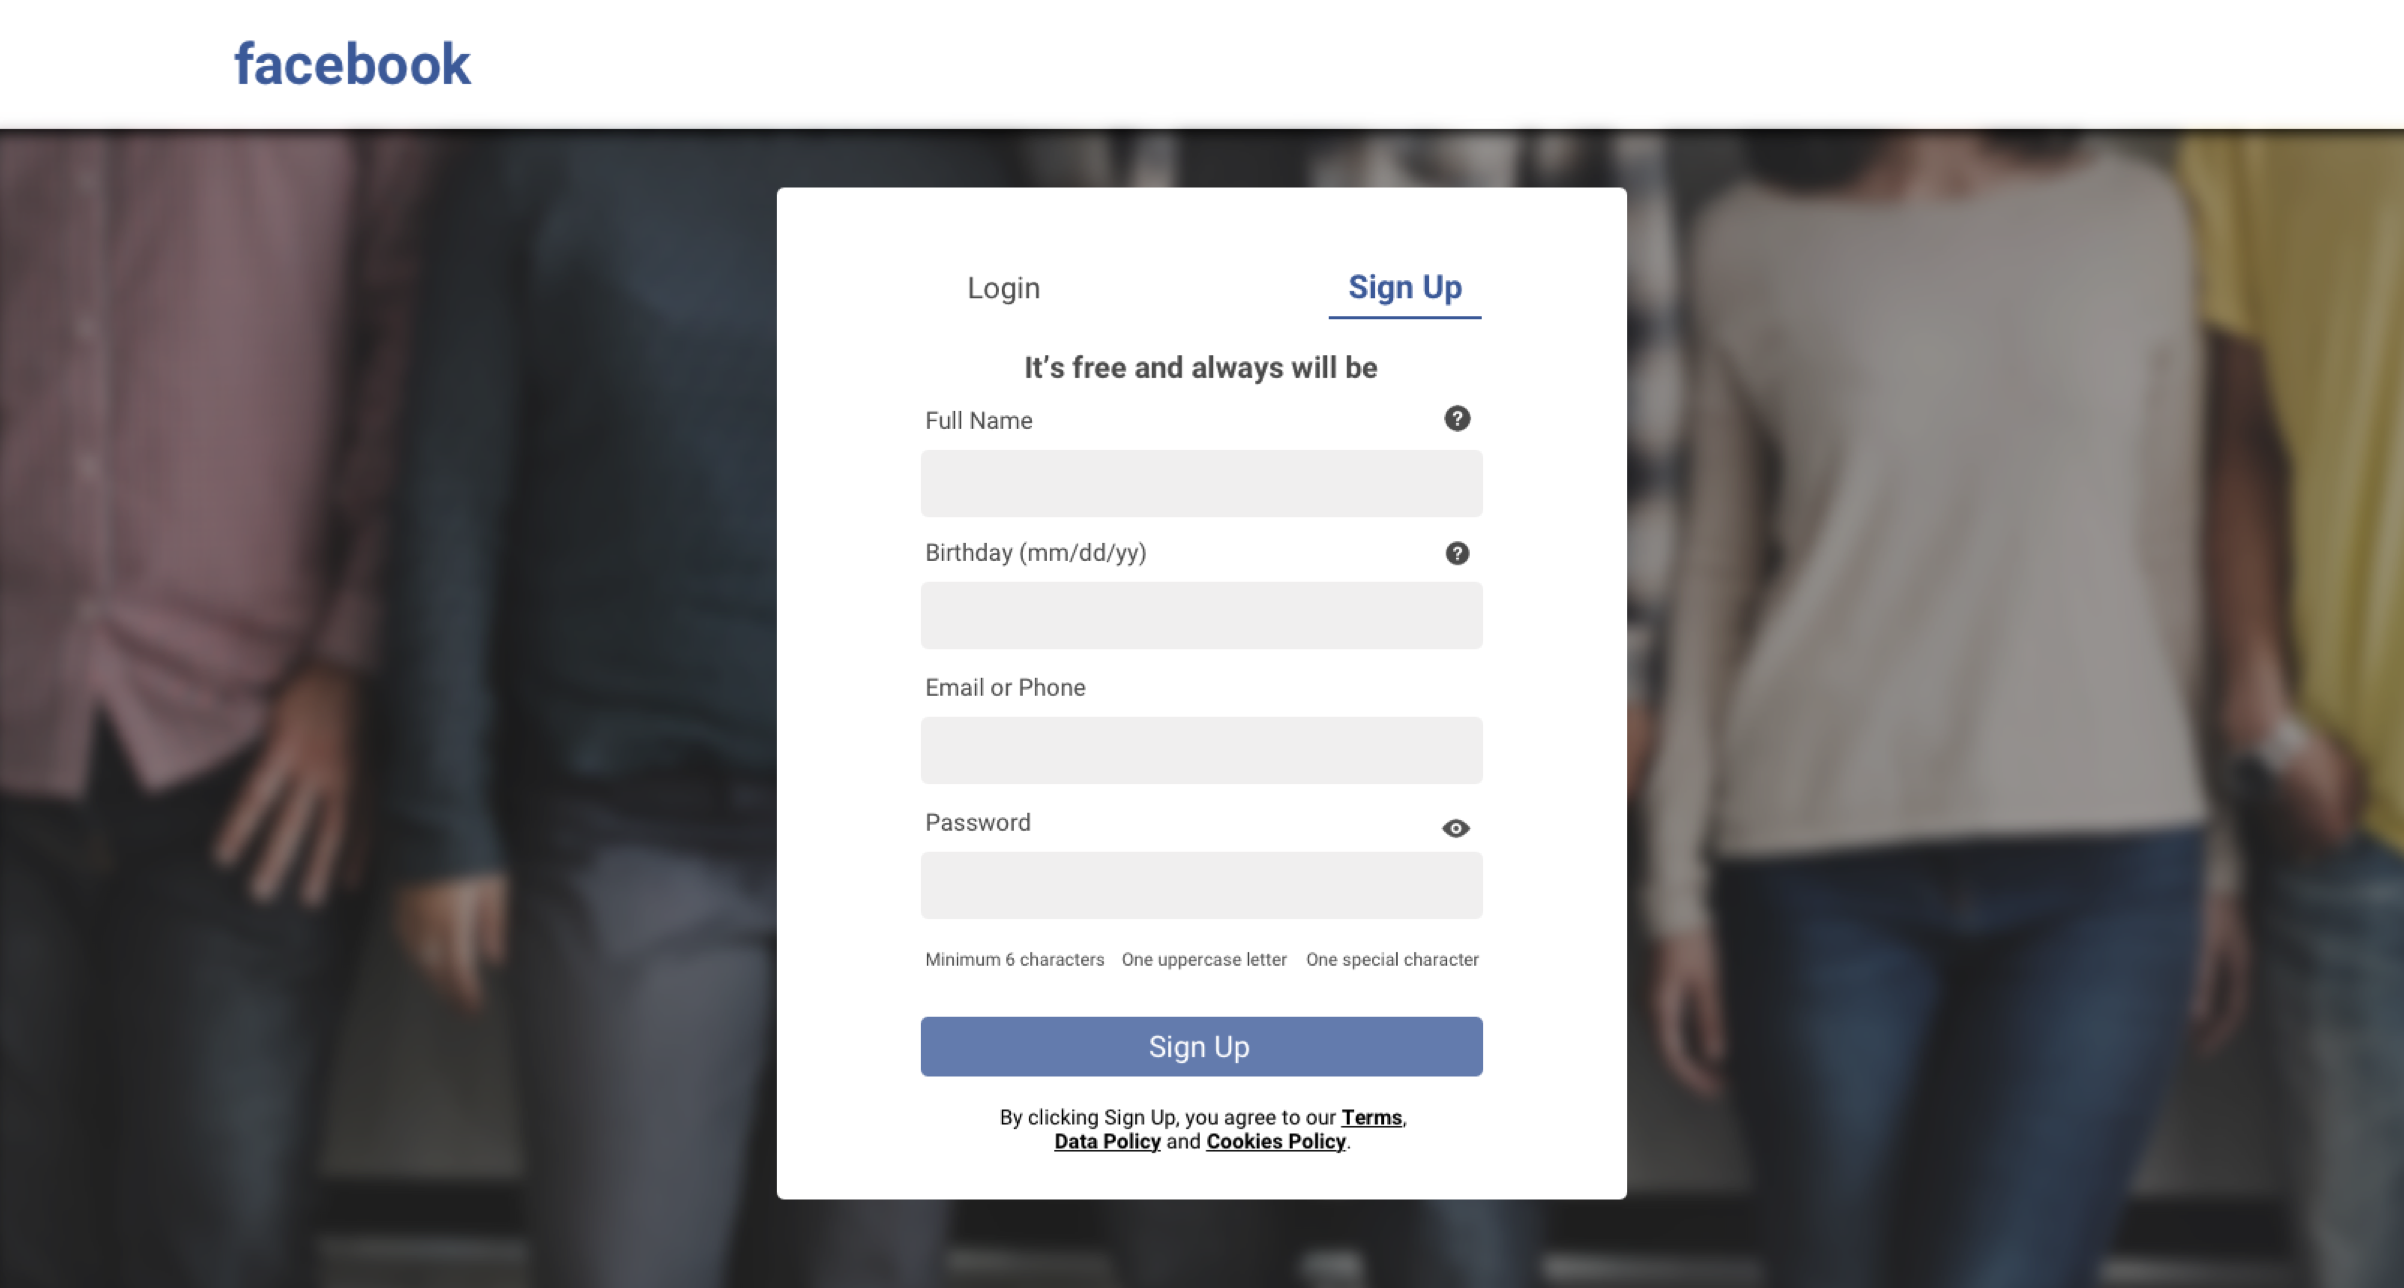 facebook
Login
Sign Up
It’s free and always will be
Full Name
?
Birthday (mm/dd/yy)
?
Email or Phone
Password
Minimum 6 characters One uppercase letter One special character
Sign Up
By clicking Sign Up, you agree to our Terms,
Data Policy and Cookies Policy.